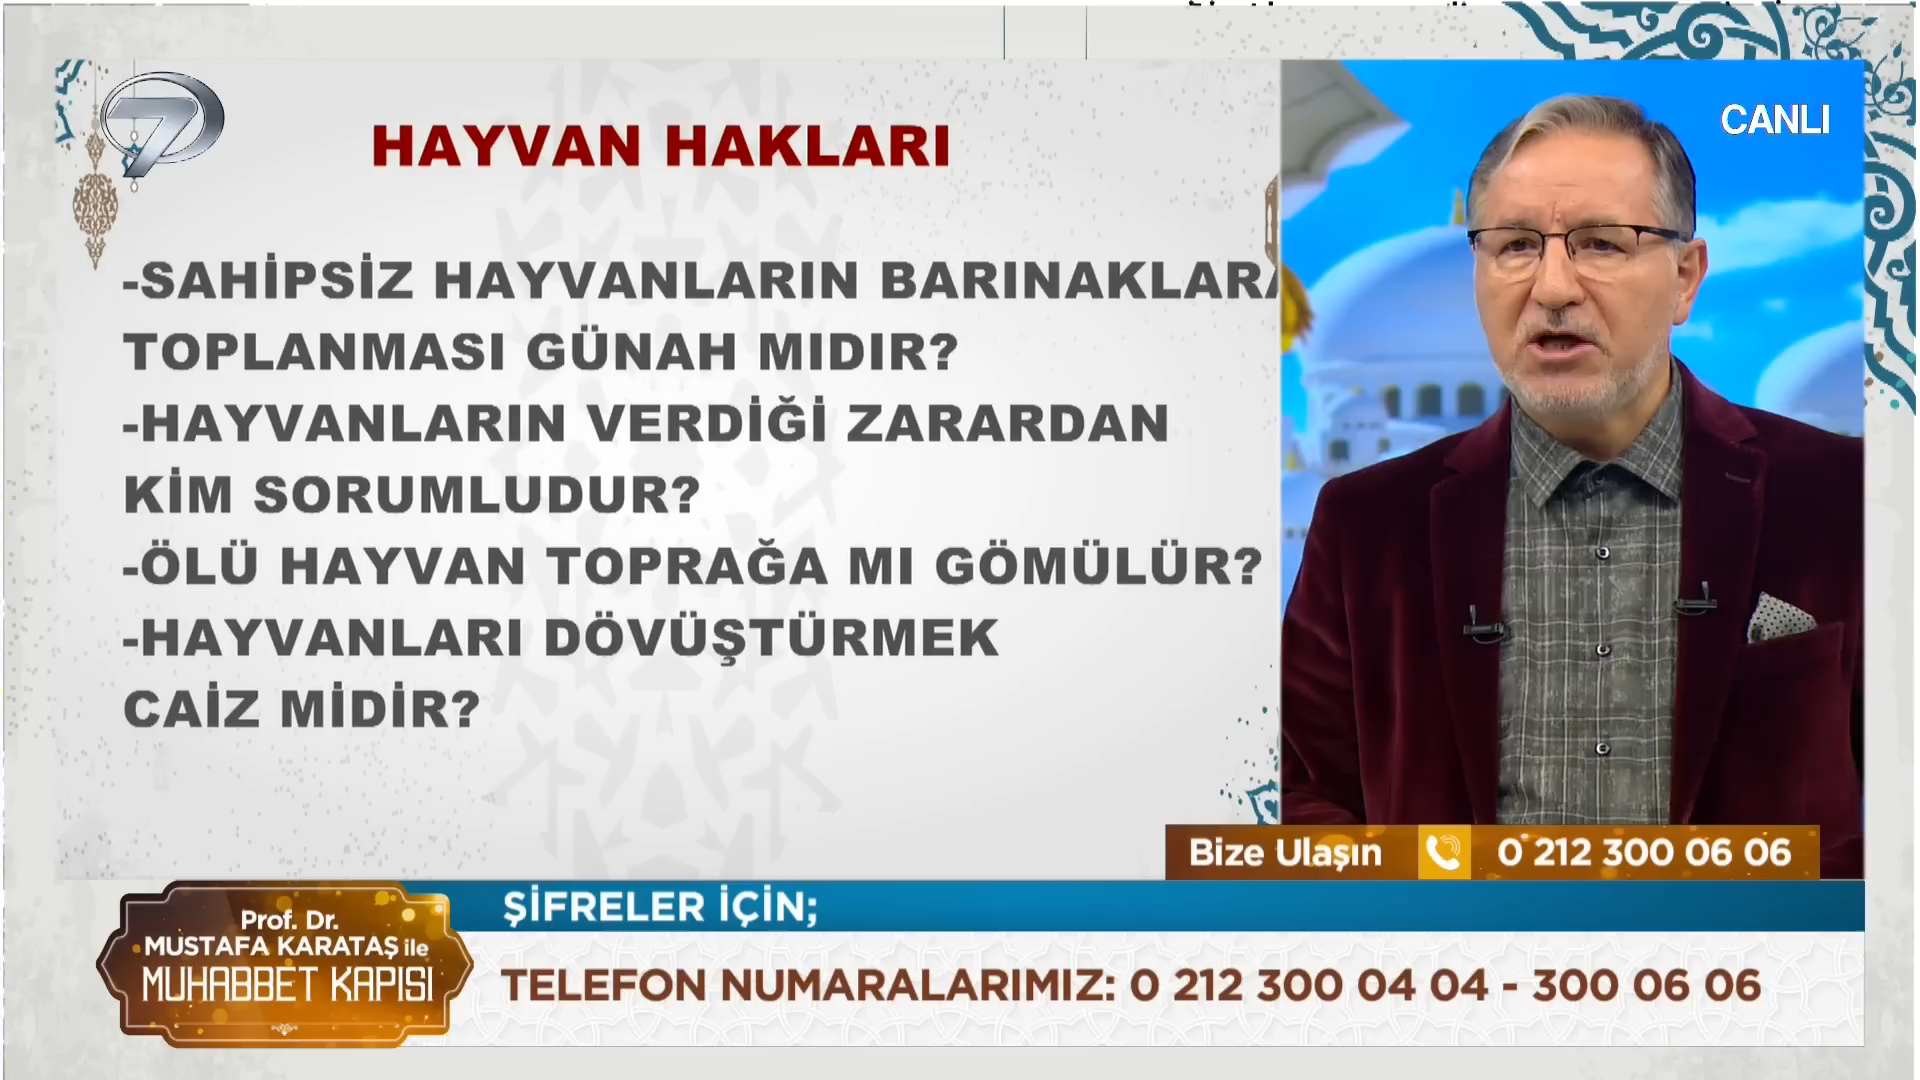 7
HAYVAN HAKLARI
CANLI
-SAHİPSİZ HAYVANLARIN BARINAKLARA
TOPLANMASI GÜNAH MIDIR?
-HAYVANLARIN VERDİĞİ ZARARDAN
KİM SORUMLUDUR?
-ÖLÜ HAYVAN TOPRAĞA MI GÖMÜLÜR?
-HAYVANLARI DÖVÜŞTÜRMEK
CAİZ MİDİR?
Bize Ulaşın 0 212 300 06 06
ŞİFRELER İÇİN;
Prof. Dr.
MUSTAFA KARATAŞ ile
MUHABBET KAPISI
TELEFON NUMARALARIMIZ: 0 212 300 04 04 - 300 06 06